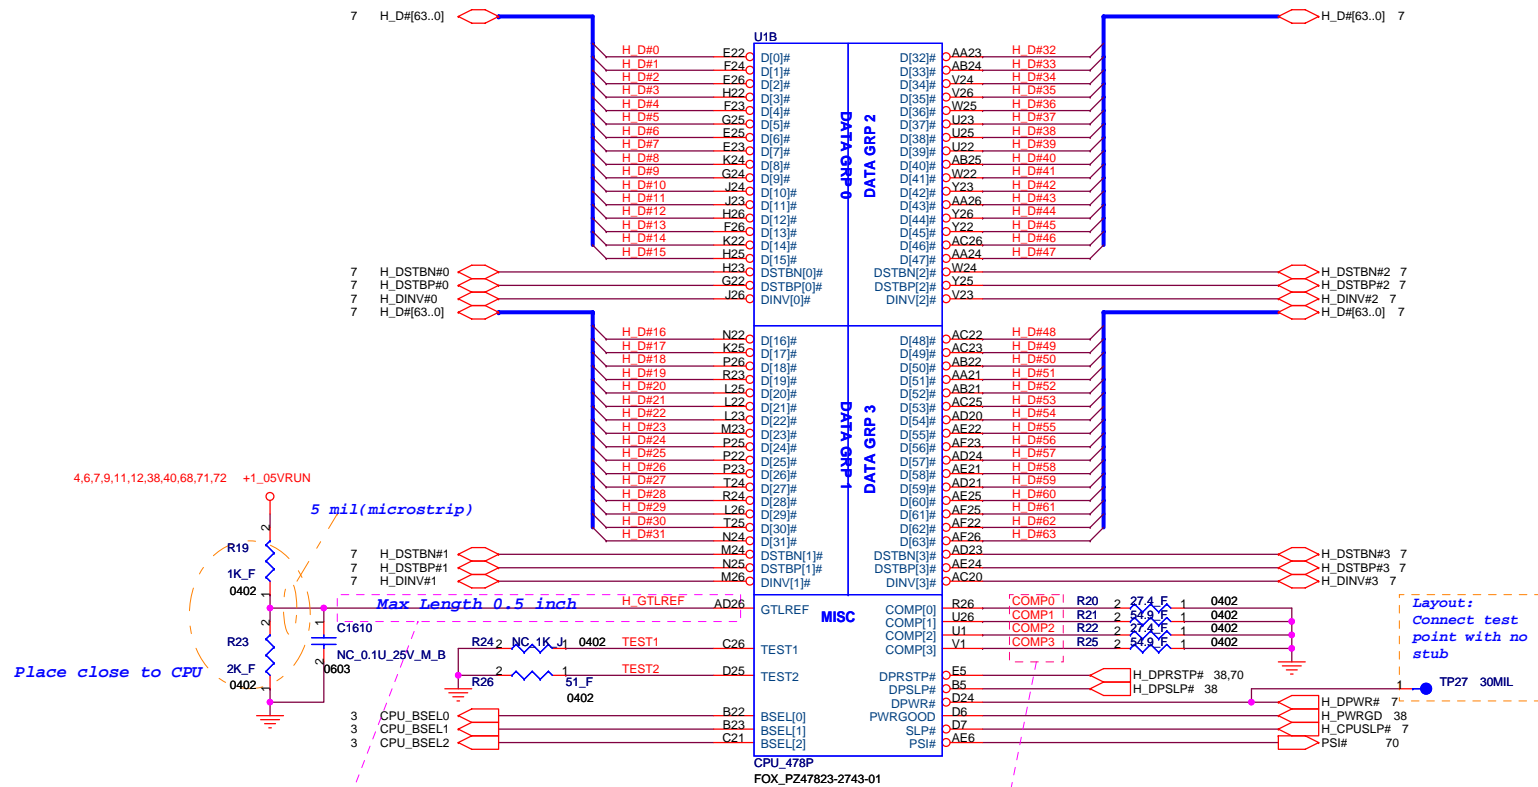 7 H_D#[63..0] H_D#[63..0] 7
U1B
H_D#0 E22 D[0]# D[32]# AA23 H_D#32
H_D#1 F24 D[1]# D[33]# AB24 H_D#33
H_D#2 E26 D[2]# D[34]# V24 H_D#34
H_D#3 H22 D[3]# D[35]# V26 H_D#35
H_D#4 F23 D[4]# D[36]# W25 H_D#36
H_D#5 G25 D[5]# D[37]# U23 H_D#37
H_D#6 E25 D[6]# D[38]# U25 H_D#38
H_D#7 E23 D[7]# D[39]# U22 H_D#39
H_D#8 K24 D[8]# D[40]# AB25 H_D#40
H_D#9 G24 D[9]# D[41]# W22 H_D#41
H_D#10 J24 D[10]# D[42]# Y23 H_D#42
H_D#11 J23 D[11]# D[43]# AA26 H_D#43
H_D#12 H26 D[12]# D[44]# Y26 H_D#44
H_D#13 F26 D[13]# D[45]# Y22 H_D#45
H_D#14 K22 D[14]# D[46]# AC26 H_D#46
H_D#15 H25 D[15]# D[47]# AA24 H_D#47
DATA GRP 0
DATA GRP 2
7 H_DSTBN#0 H23 DSTBN[0]# DSTBN[2]# W24 H_DSTBN#2 7
7 H_DSTBP#0 G22 DSTBP[0]# DSTBP[2]# Y25 H_DSTBP#2 7
7 H_DINV#0 J26 DINV[0]# DINV[2]# V23 H_DINV#2 7
7 H_D#[63..0] H_D#[63..0] 7
H_D#16 N22 D[16]# D[48]# AC22 H_D#48
H_D#17 K25 D[17]# D[49]# AC23 H_D#49
H_D#18 P26 D[18]# D[50]# AB22 H_D#50
H_D#19 R23 D[19]# D[51]# AA21 H_D#51
H_D#20 L25 D[20]# D[52]# AB21 H_D#52
H_D#21 L22 D[21]# D[53]# AC25 H_D#53
H_D#22 L23 D[22]# D[54]# AD20 H_D#54
H_D#23 M23 D[23]# D[55]# AE22 H_D#55
H_D#24 P25 D[24]# D[56]# AF23 H_D#56
H_D#25 P22 D[25]# D[57]# AD24 H_D#57
H_D#26 P23 D[26]# D[58]# AE21 H_D#58
H_D#27 T24 D[27]# D[59]# AD21 H_D#59
H_D#28 R24 D[28]# D[60]# AE25 H_D#60
H_D#29 L26 D[29]# D[61]# AF25 H_D#61
H_D#30 T25 D[30]# D[62]# AF22 H_D#62
H_D#31 N24 D[31]# D[63]# AF26 H_D#63
DATA GRP 1
DATA GRP 3
7 H_DSTBN#1 M24 DSTBN[1]# DSTBN[3]# AD23 H_DSTBN#3 7
7 H_DSTBP#1 N25 DSTBP[1]# DSTBP[3]# AE24 H_DSTBP#3 7
7 H_DINV#1 M26 DINV[1]# DINV[3]# AC20 H_DINV#3 7
4,6,7,9,11,12,38,40,68,71,72 +1_05VRUN
5 mil(microstrip)
2
R19
1K_F
0402
1
Max Length 0.5 inch H_GTLREF AD26 GTLREF
MISC
COMP[0] R26 COMP0 R20 2 27.4_F 1 0402
COMP[1] U26 COMP1 R21 2 54.9_F 1 0402
COMP[2] U1 COMP2 R22 2 27.4_F 1 0402
COMP[3] V1 COMP3 R25 2 54.9_F 1 0402
Layout:
Connect test
point with no
stub
2
R23
2K_F
0402
1
1
C1610
NC_0.1U_25V_M_B
2
0603
Place close to CPU
R24 2 NC_1K_J 1 0402 TEST1 C26 TEST1
R26 2 51_F 1 0402 TEST2 D25 TEST2
DPRSTP# E5 H_DPRSTP# 38,70
DPSLP# B5 H_DPSLP# 38
1 TP27 30MIL
DPWR# D24 H_DPWR# 7
3 CPU_BSEL0 B22 BSEL[0] PWRGOOD D6 H_PWRGD 38
3 CPU_BSEL1 B23 BSEL[1] SLP# D7 H_CPUSLP# 7
3 CPU_BSEL2 C21 BSEL[2] PSI# AE6 PSI# 70
CPU_478P
FOX_PZ47823-2743-01